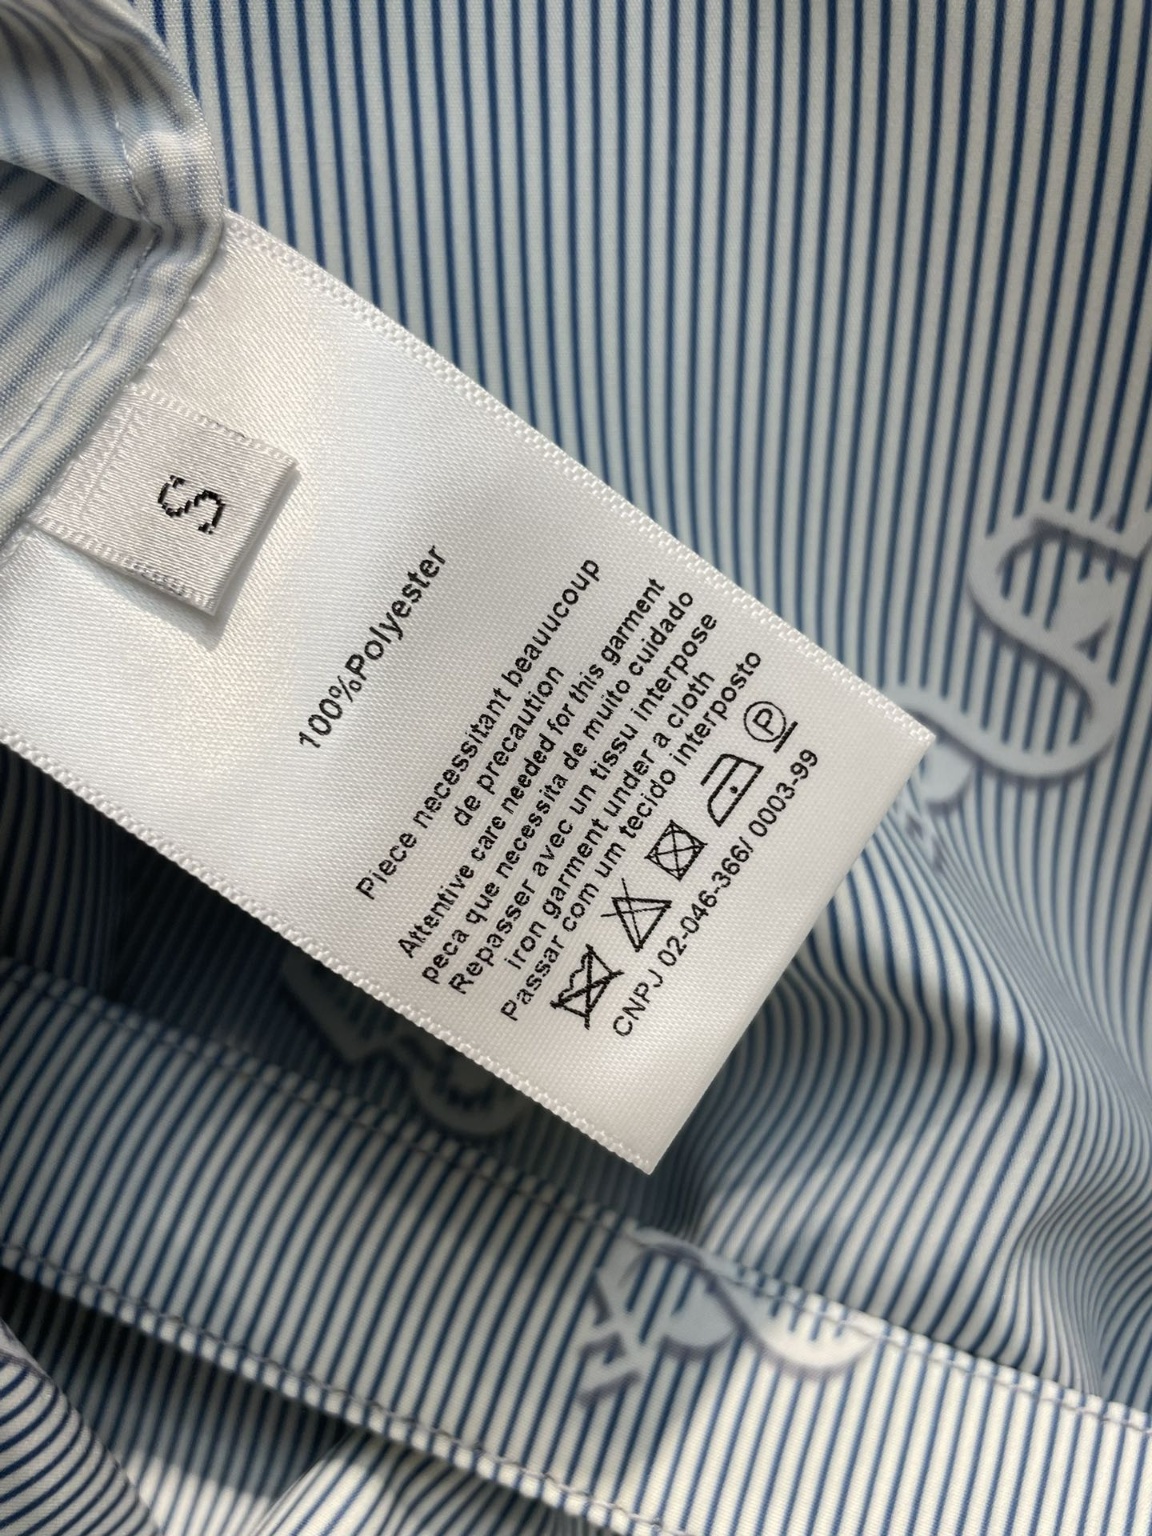 S
100%Polyester
Piece necessitant beauucoup
de precaution
Attentive care needed for this garment
peca que necessita de muito cuidado
Repasser avec un tissu interpose
iron garment under a cloth
Passar com um tecido interposto
P
CNPJ 02-046-366/ 0003-99